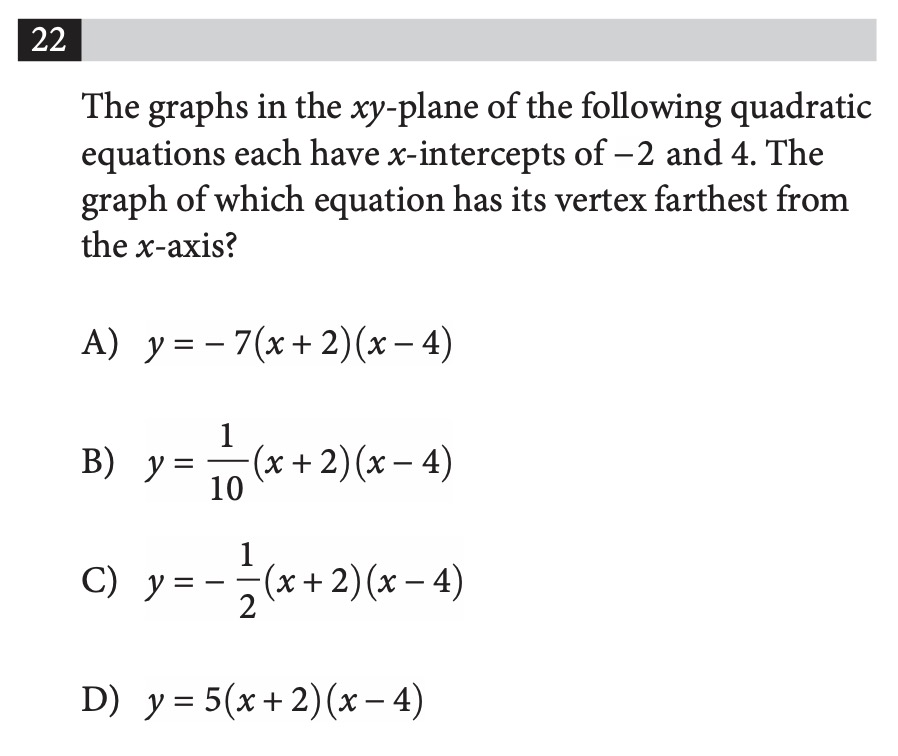 22
The graphs in the xy-plane of the following quadratic
equations each have x-intercepts of −2 and 4. The
graph of which equation has its vertex farthest from
the x-axis?
A) y = − 7(x + 2)(x − 4)
B) y = 1/10 (x + 2)(x − 4)
C) y = − 1/2 (x + 2)(x − 4)
D) y = 5(x + 2)(x − 4)